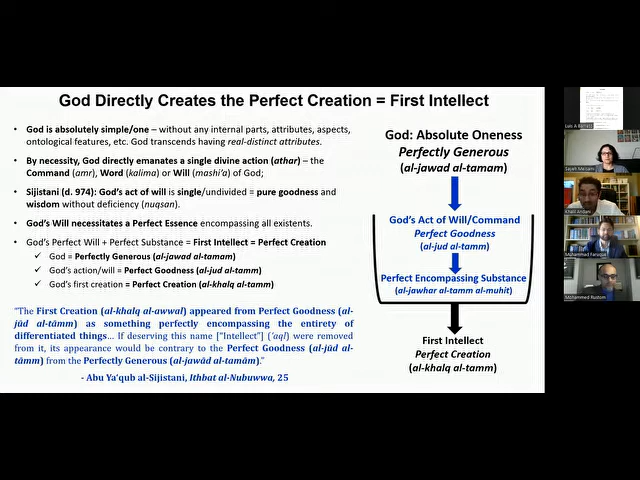 God Directly Creates the Perfect Creation = First Intellect
• God is absolutely simple/one – without any internal parts, attributes, aspects,
ontological features, etc. God transcends having real-distinct attributes.
• By necessity, God directly emanates a single divine action (athar) – the
Command (amr), Word (kalima) or Will (mashi'a) of God;
• Sijistani (d. 974): God's act of will is single/undivided = pure goodness and
wisdom without deficiency (nuqsan).
• God's Will necessitates a Perfect Essence encompassing all existents.
• God's Perfect Will + Perfect Substance = First Intellect = Perfect Creation
✓ God = Perfectly Generous (al-jawad al-tamam)
✓ God's action/will = Perfect Goodness (al-jud al-tamm)
✓ God's first creation = Perfect Creation (al-khalq al-tamm)
"The First Creation (al-khalq al-awwal) appeared from Perfect Goodness (al-
jūd al-tāmm) as something perfectly encompassing the entirety of
differentiated things… If deserving this name ["Intellect"] ('aql) were removed
from it, its appearance would be contrary to the Perfect Goodness (al-jūd al-
tāmm) from the Perfectly Generous (al-jawād al-tamām)."
- Abu Ya'qub al-Sijistani, Ithbat al-Nubuwwa, 25
God: Absolute Oneness
Perfectly Generous
(al-jawad al-tamam)
God's Act of Will/Command
Perfect Goodness
(al-jud al-tamm)
Perfect Encompassing Substance
(al-jawhar al-tamm al-muhit)
First Intellect
Perfect Creation
(al-khalq al-tamm)
Khalil Andani
Muhammad Faruque
Mohammed Rustom